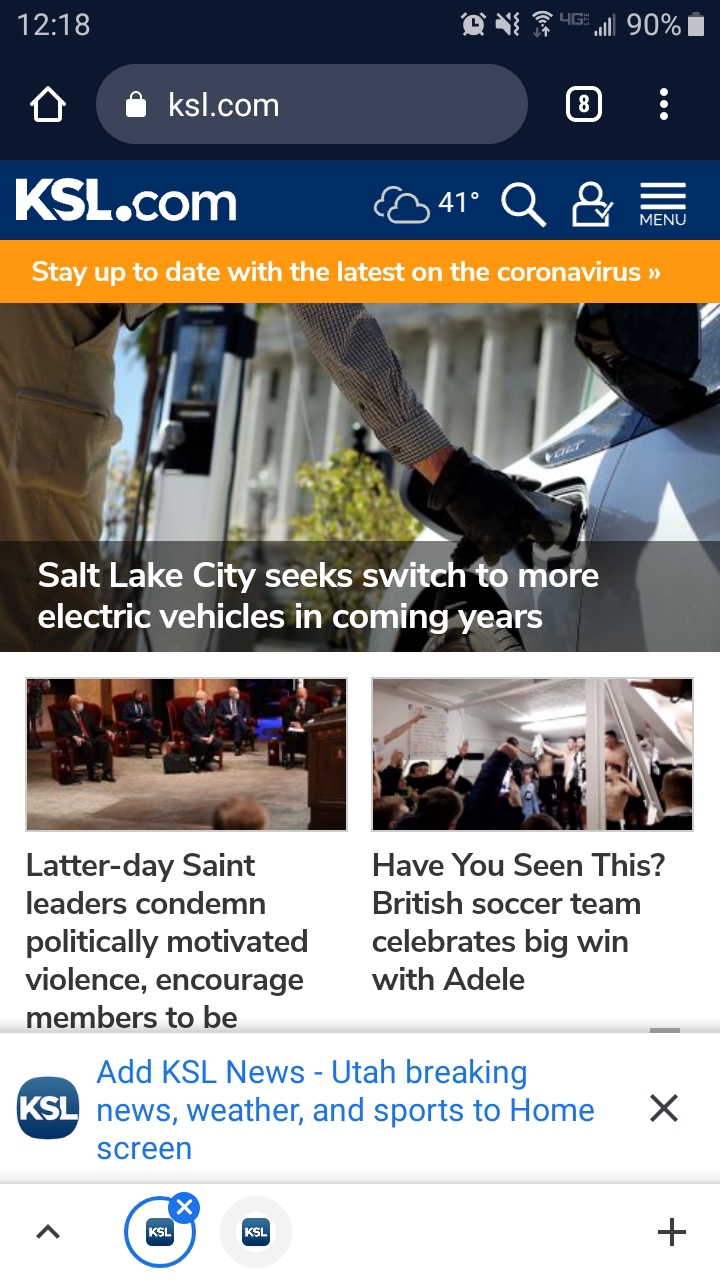 12:18
4G 90%
ksl.com
8
KSL.com
41°
MENU
Stay up to date with the latest on the coronavirus »
Salt Lake City seeks switch to more
electric vehicles in coming years
Latter-day Saint
leaders condemn
politically motivated
violence, encourage
members to be
Have You Seen This?
British soccer team
celebrates big win
with Adele
KSL
Add KSL News - Utah breaking
news, weather, and sports to Home
screen
KSL
KSL